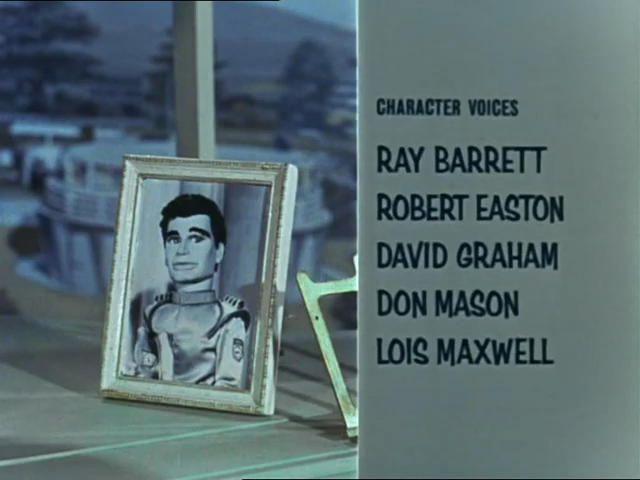 CHARACTER VOICES
RAY BARRETT
ROBERT EASTON
DAVID GRAHAM
DON MASON
LOIS MAXWELL